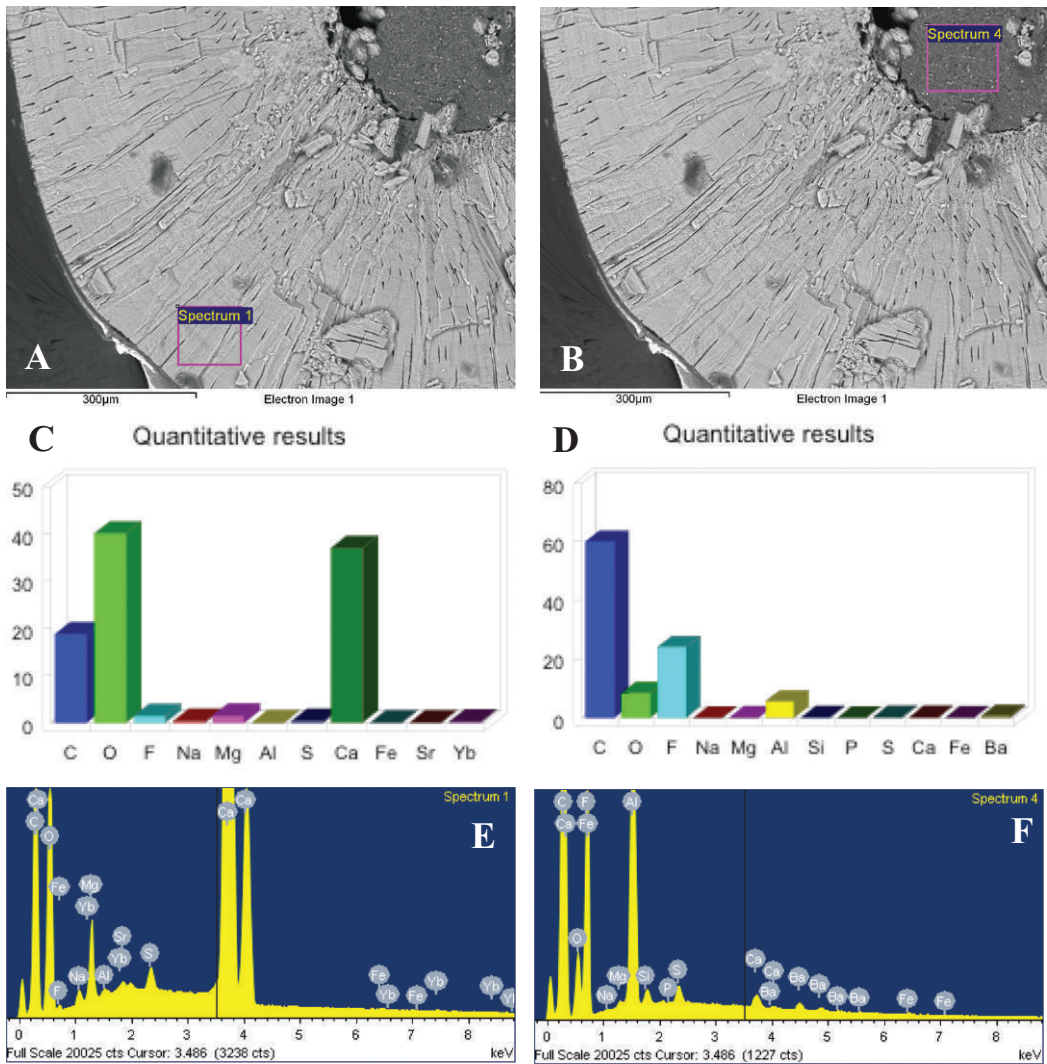 Spectrum 1
A
300µm Electron Image 1
Spectrum 4
B
300µm Electron Image 1
C Quantitative results
50
40
30
20
10
0
C O F Na Mg Al S Ca Fe Sr Yb
D Quantitative results
80
60
40
20
0
C O F Na Mg Al Si P S Ca Fe Ba
Spectrum 1
E
Ca Ca Ca
C O
Fe Mg
Yb
Sr
Yb S
F Na Al
Fe Yb Yb
Yb Fe
0 1 2 3 4 5 6 7 8
Full Scale 20025 cts Cursor: 3.486 (3238 cts) keV
Spectrum 4
F
C F Al
Ca Fe
O
Mg Si S
Na P
Ca Ca Ba Ba
Ba Ba Ba Fe Fe
0 1 2 3 4 5 6 7 8
Full Scale 20025 cts Cursor: 3.486 (1227 cts) keV